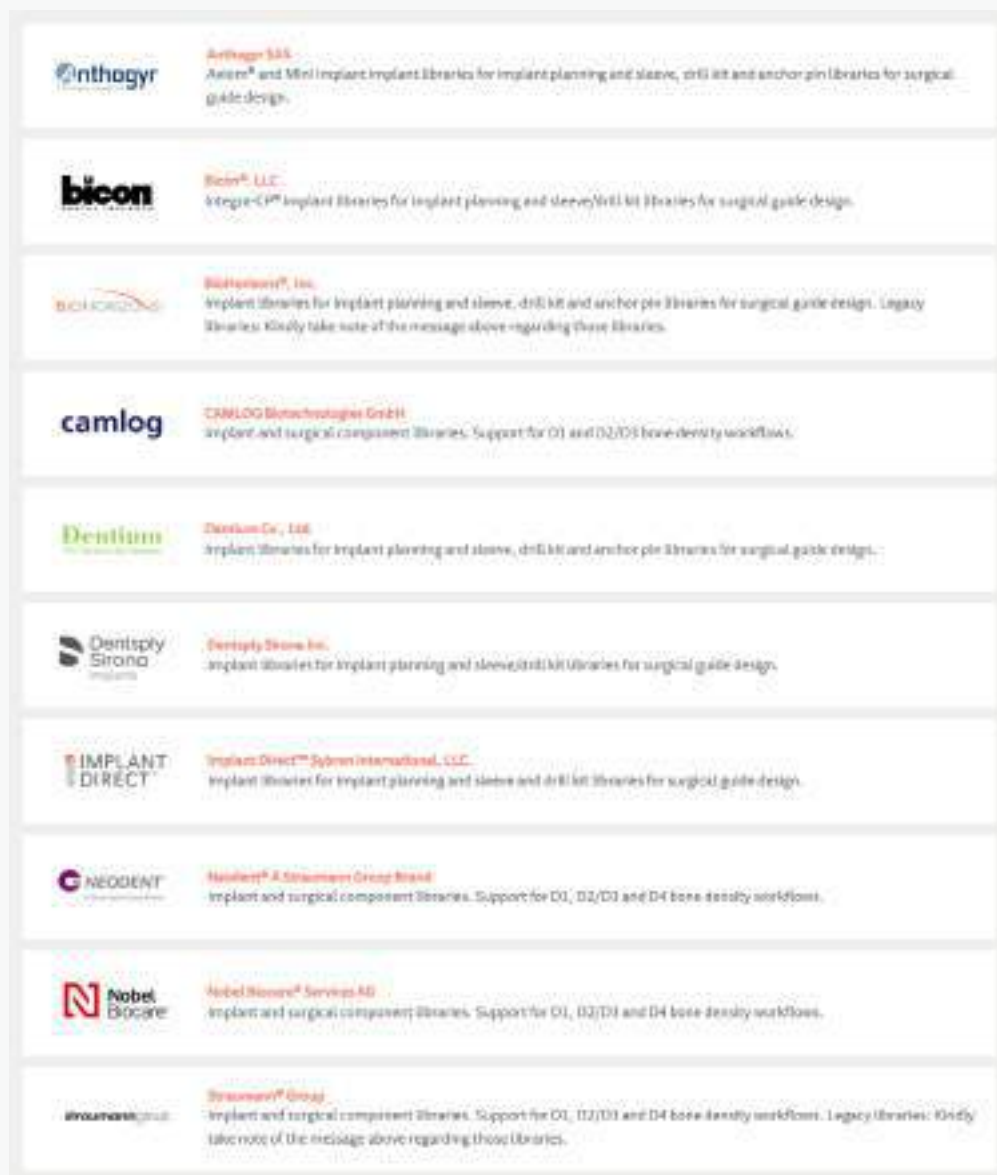 Anthogyr
Anthogyr SAS
Axiom® and Mini Implant implant libraries for implant planning and sleeve, drill kit and anchor pin libraries for surgical
guide design.
bicon
Bicon®, LLC
Integra-CP® implant libraries for implant planning and sleeve/drill kit libraries for surgical guide design.
BIOHORIZONS
BioHorizons®, Inc.
Implant libraries for implant planning and sleeve, drill kit and anchor pin libraries for surgical guide design. Legacy
libraries: Kindly take note of the message above regarding those libraries.
camlog
CAMLOG Biotechnologies GmbH
Implant and surgical component libraries. Support for D1 and D2/D3 bone density workflows.
Dentium
Dentium Co., Ltd.
Implant libraries for implant planning and sleeve, drill kit and anchor pin libraries for surgical guide design.
Dentsply
Sirona
Implants
Dentsply Sirona Inc.
Implant libraries for implant planning and sleeve/drill kit libraries for surgical guide design.
IMPLANT
DIRECT
Implant Direct™ Sybron International, LLC.
Implant libraries for implant planning and sleeve and drill kit libraries for surgical guide design.
NEODENT
Neodent® A Straumann Group Brand
Implant and surgical component libraries. Support for D1, D2/D3 and D4 bone density workflows.
Nobel
Biocare
Nobel Biocare® Services AG
Implant and surgical component libraries. Support for D1, D2/D3 and D4 bone density workflows.
straumanngroup
Straumann® Group
Implant and surgical component libraries. Support for D1, D2/D3 and D4 bone density workflows. Legacy libraries: Kindly
take note of the message above regarding those libraries.